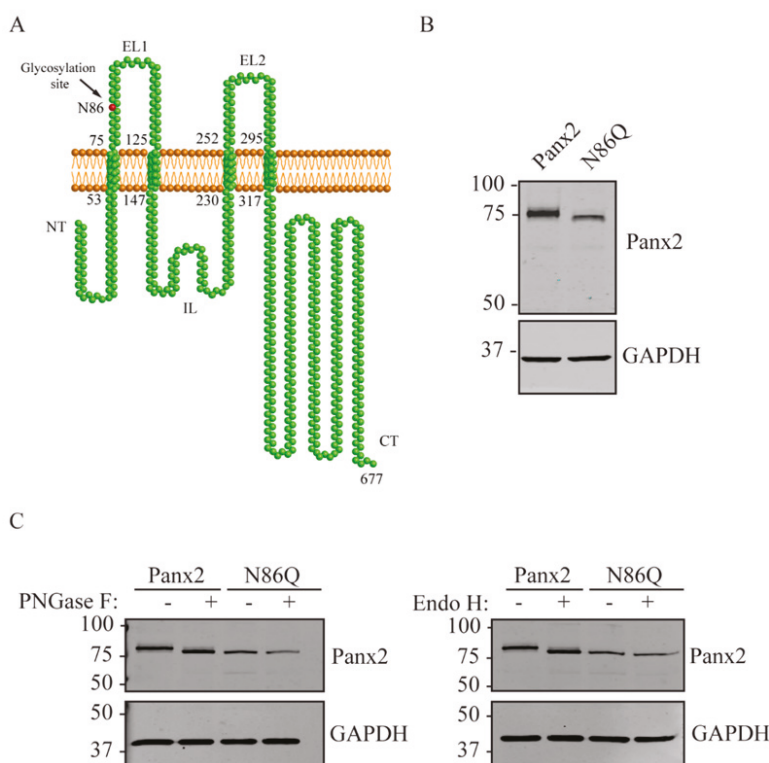 A
EL1
EL2
Glycosylation
site
N86
75 125 252 295
53 147 230 317
NT
IL
CT
677
B
Panx2 N86Q
100
75
Panx2
50
37
GAPDH
C
Panx2 N86Q
PNGase F: - + - +
100
75
Panx2
50
50
GAPDH
37
Panx2 N86Q
Endo H: - + - +
100
75
Panx2
50
50
GAPDH
37